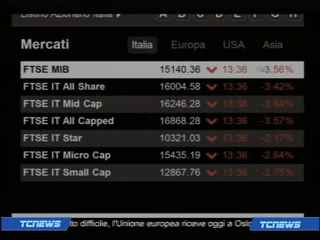 Listino Azionario Italia A B C D E F G H
Mercati Italia Europa USA Asia
FTSE MIB 15140.36 13:36 -3.56%
FTSE IT All Share 16004.58 13:36 -3.42%
FTSE IT Mid Cap 16246.28 13:36 -3.64%
FTSE IT All Capped 16868.28 13:36 -3.57%
FTSE IT Star 10321.03 13:36 -2.17%
FTSE IT Micro Cap 15435.19 13:36 -2.64%
FTSE IT Small Cap 12867.76 13:36 -2.75%
TCNEWS difficile, l'Unione europea riceve oggi a Oslo TCNEWS